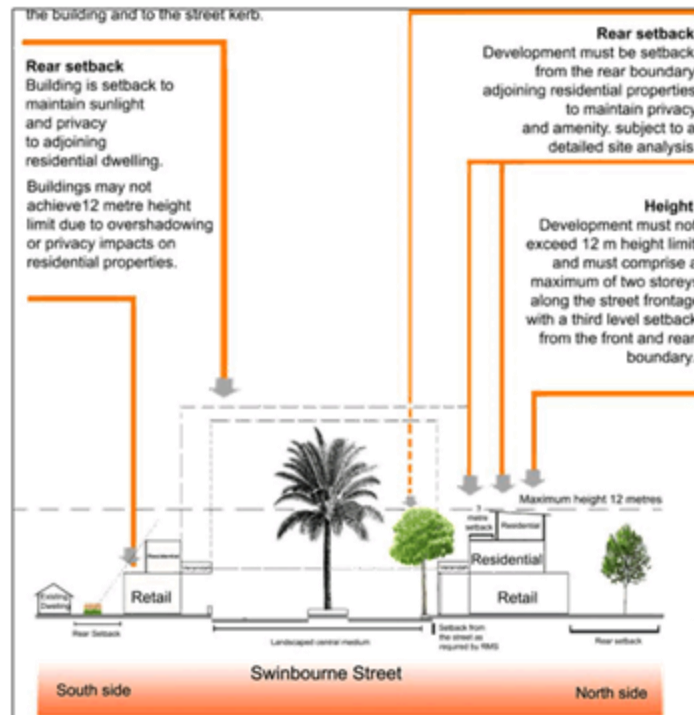 the building and to the street kerb.
Rear setback
Building is setback to
maintain sunlight
and privacy
to adjoining
residential dwelling.
Buildings may not
achieve12 metre height
limit due to overshadowing
or privacy impacts on
residential properties.
Rear setback
Development must be setback
from the rear boundary
adjoining residential properties
to maintain privacy
and amenity. subject to a
detailed site analysis
Height
Development must not
exceed 12 m height limit
and must comprise a
maximum of two storeys
along the street frontage
with a third level setback
from the front and rear
boundary.
Maximum height 12 metres
metre
setback
Residential
Residential
Verandah
Retail
Residential
Verandah
Retail
Existing
Dwelling
Rear Setback
Landscaped central medium
Setback from
the street as
required by RMS
Rear setback
Swinbourne Street
South side
North side